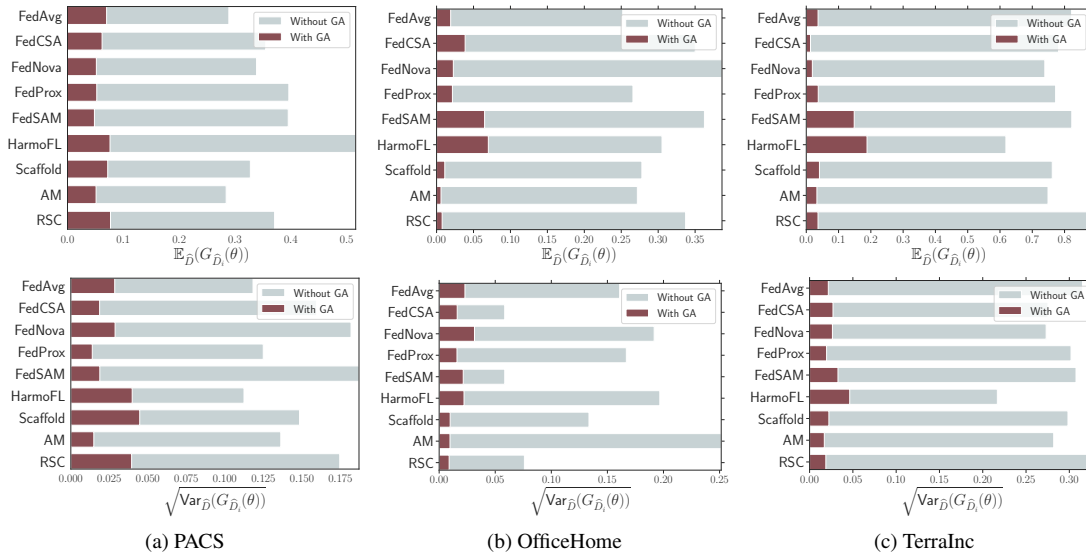 FedAvg
FedCSA
FedNova
FedProx
FedSAM
HarmoFL
Scaffold
AM
RSC
Without GA
With GA
0.0 0.1 0.2 0.3 0.4 0.5
𝔼_D̂(G_D̂ᵢ(θ))
FedAvg
FedCSA
FedNova
FedProx
FedSAM
HarmoFL
Scaffold
AM
RSC
Without GA
With GA
0.00 0.05 0.10 0.15 0.20 0.25 0.30 0.35
𝔼_D̂(G_D̂ᵢ(θ))
FedAvg
FedCSA
FedNova
FedProx
FedSAM
HarmoFL
Scaffold
AM
RSC
Without GA
With GA
0.0 0.1 0.2 0.3 0.4 0.5 0.6 0.7 0.8
𝔼_D̂(G_D̂ᵢ(θ))
FedAvg
FedCSA
FedNova
FedProx
FedSAM
HarmoFL
Scaffold
AM
RSC
Without GA
With GA
0.000 0.025 0.050 0.075 0.100 0.125 0.150 0.175
√Var_D̂(G_D̂ᵢ(θ))
FedAvg
FedCSA
FedNova
FedProx
FedSAM
HarmoFL
Scaffold
AM
RSC
Without GA
With GA
0.00 0.05 0.10 0.15 0.20 0.25
√Var_D̂(G_D̂ᵢ(θ))
FedAvg
FedCSA
FedNova
FedProx
FedSAM
HarmoFL
Scaffold
AM
RSC
Without GA
With GA
0.00 0.05 0.10 0.15 0.20 0.25 0.30
√Var_D̂(G_D̂ᵢ(θ))
(a) PACS
(b) OfficeHome
(c) TerraInc